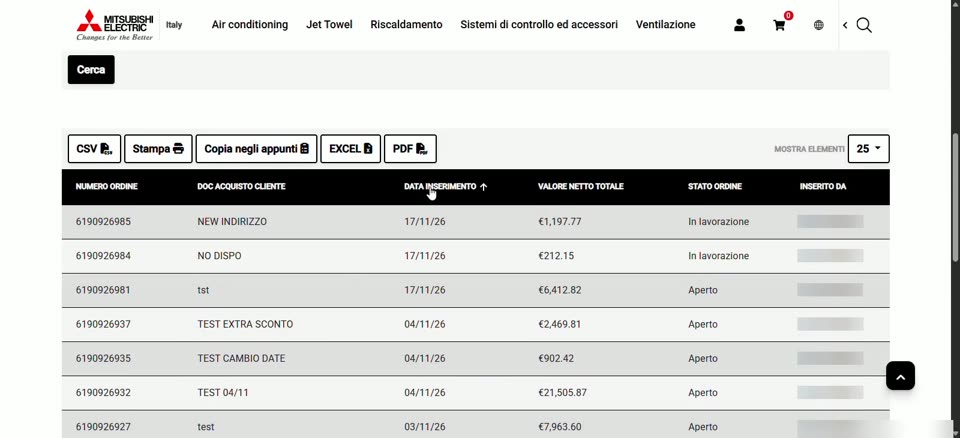 MITSUBISHI ELECTRIC
Changes for the Better
Italy
Air conditioning
Jet Towel
Riscaldamento
Sistemi di controllo ed accessori
Ventilazione
0
Cerca
CSV
Stampa
Copia negli appunti
EXCEL
PDF
MOSTRA ELEMENTI
25
NUMERO ORDINE DOC ACQUISTO CLIENTE DATA INSERIMENTO VALORE NETTO TOTALE STATO ORDINE INSERITO DA
6190926985 NEW INDIRIZZO 17/11/26 €1,197.77 In lavorazione
6190926984 NO DISPO 17/11/26 €212.15 In lavorazione
6190926981 tst 17/11/26 €6,412.82 Aperto
6190926937 TEST EXTRA SCONTO 04/11/26 €2,469.81 Aperto
6190926935 TEST CAMBIO DATE 04/11/26 €902.42 Aperto
6190926932 TEST 04/11 04/11/26 €21,505.87 Aperto
6190926927 test 03/11/26 €7,963.60 Aperto